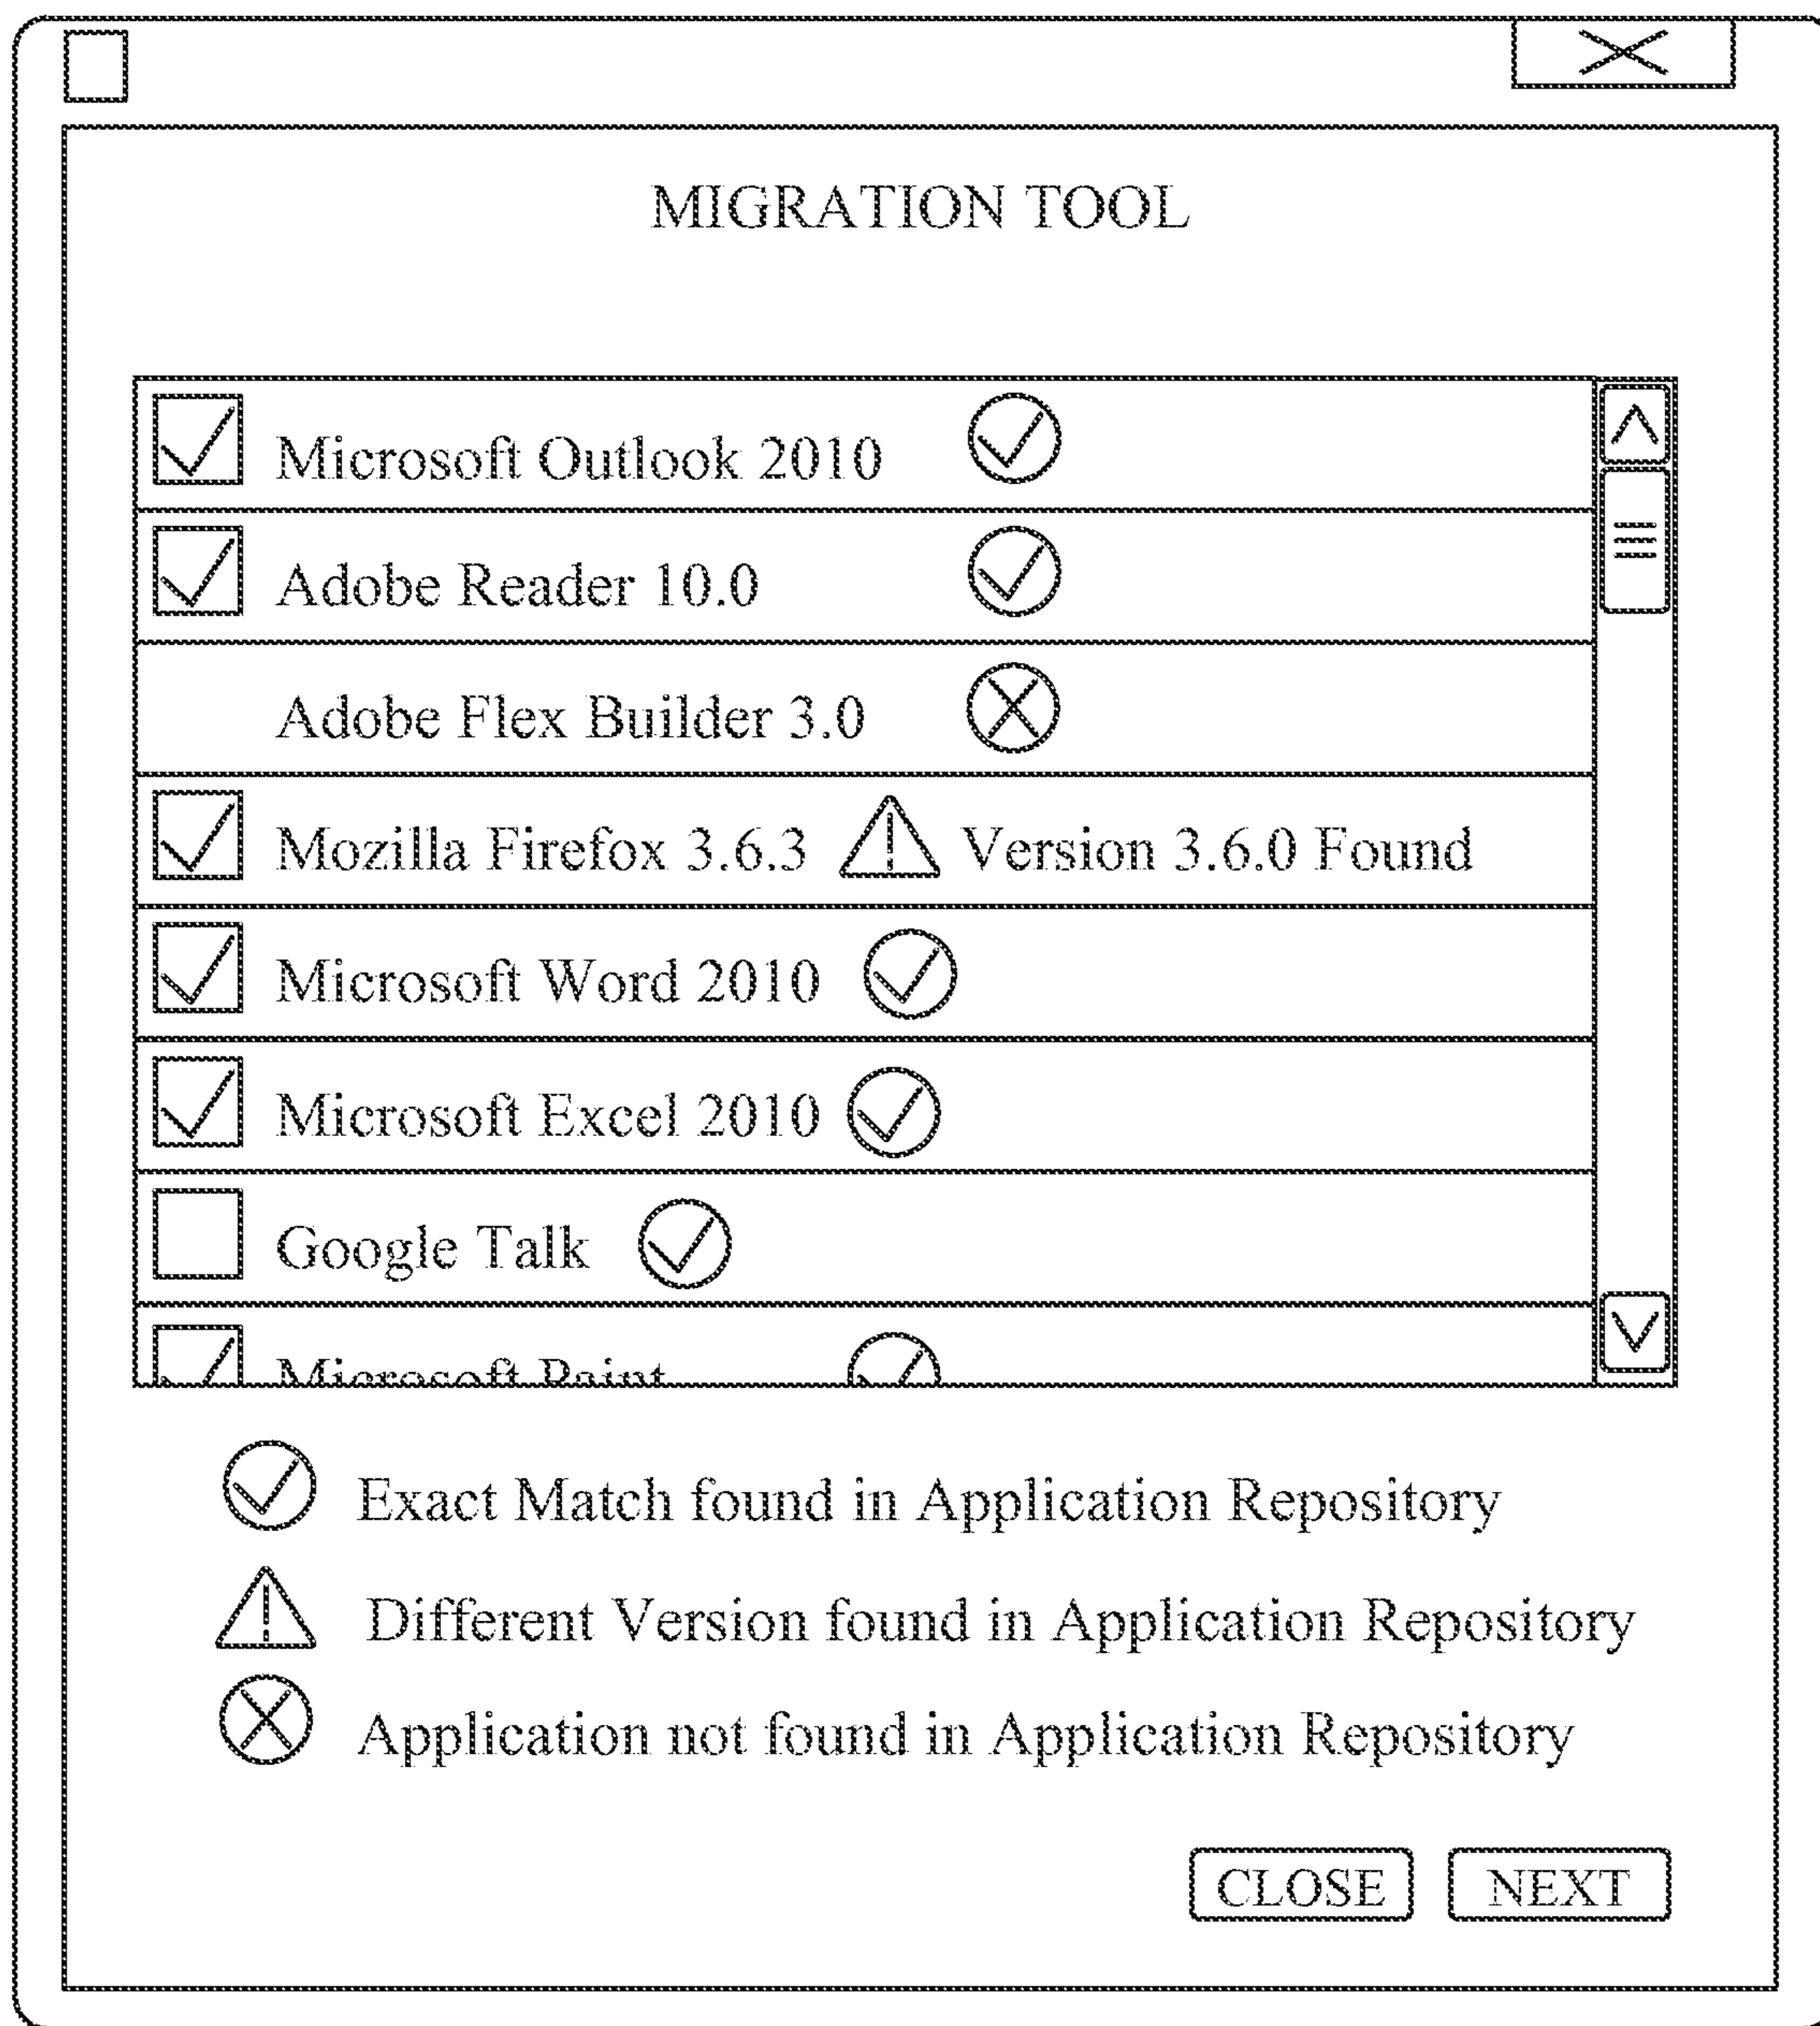 MIGRATION TOOL
Microsoft Outlook 2010
Adobe Reader 10.0
Adobe Flex Builder 3.0
Mozilla Firefox 3.6.3 Version 3.6.0 Found
Microsoft Word 2010
Microsoft Excel 2010
Google Talk
Microsoft Paint
Exact Match found in Application Repository
Different Version found in Application Repository
Application not found in Application Repository
CLOSE NEXT